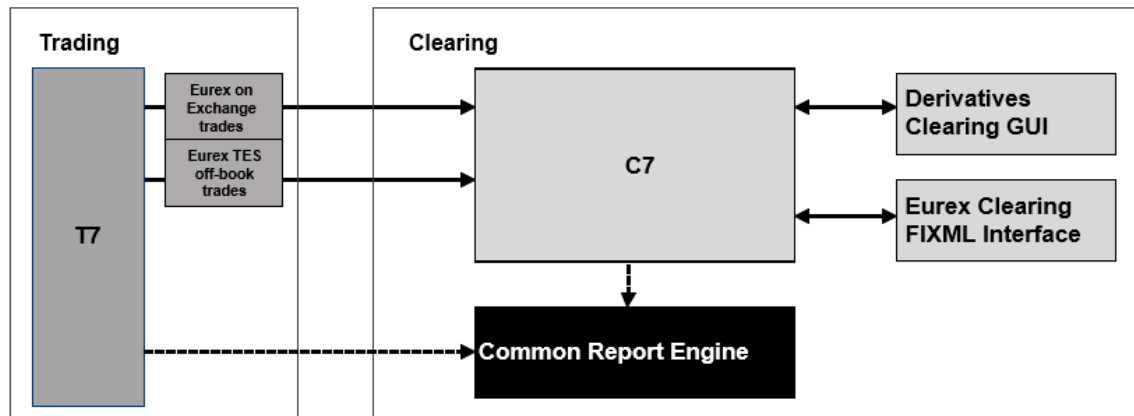 Trading
Clearing
Eurex on
Exchange
trades
Eurex TES
off-book
trades
T7
C7
Derivatives
Clearing GUI
Eurex Clearing
FIXML Interface
Common Report Engine